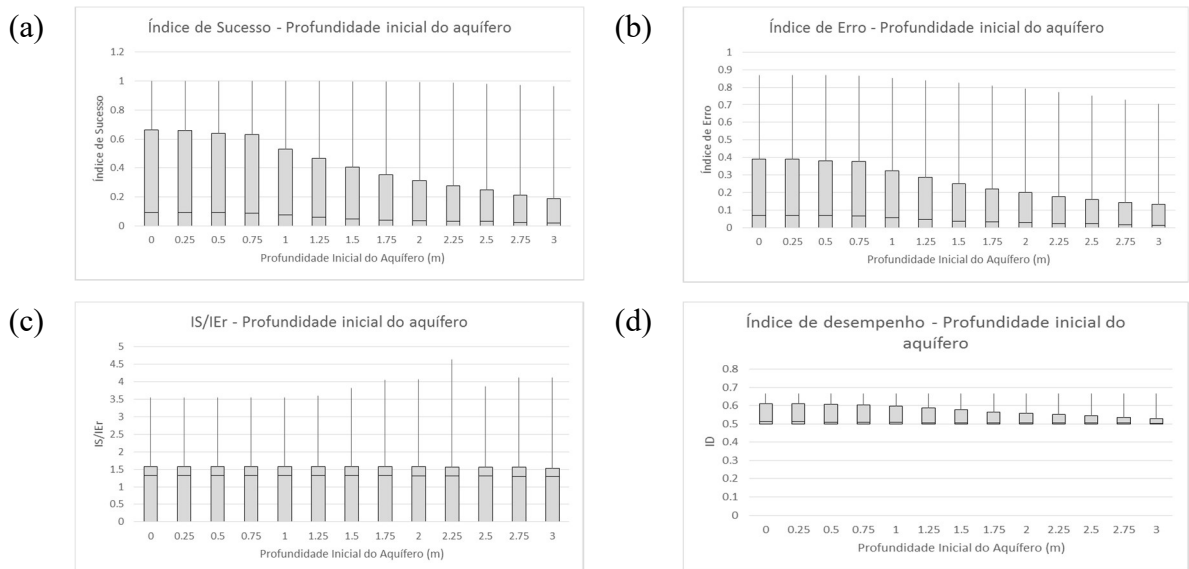 (a)
Índice de Sucesso - Profundidade inicial do aquífero
1.2
1
0.8
0.6
0.4
0.2
0
Índice de Sucesso
0 0.25 0.5 0.75 1 1.25 1.5 1.75 2 2.25 2.5 2.75 3
Profundidade Inicial do Aquífero (m)
(b)
Índice de Erro - Profundidade inicial do aquífero
1
0.9
0.8
0.7
0.6
0.5
0.4
0.3
0.2
0.1
0
Índice de Erro
0 0.25 0.5 0.75 1 1.25 1.5 1.75 2 2.25 2.5 2.75 3
Profundidade Inicial do Aquífero (m)
(c)
IS/IEr - Profundidade inicial do aquífero
5
4.5
4
3.5
3
2.5
2
1.5
1
0.5
0
IS/IEr
0 0.25 0.5 0.75 1 1.25 1.5 1.75 2 2.25 2.5 2.75 3
Profundidade Inicial do Aquífero (m)
(d)
Índice de desempenho - Profundidade inicial do
aquífero
0.8
0.7
0.6
0.5
0.4
0.3
0.2
0.1
0
ID
0 0.25 0.5 0.75 1 1.25 1.5 1.75 2 2.25 2.5 2.75 3
Profundidade Inicial do Aquífero (m)